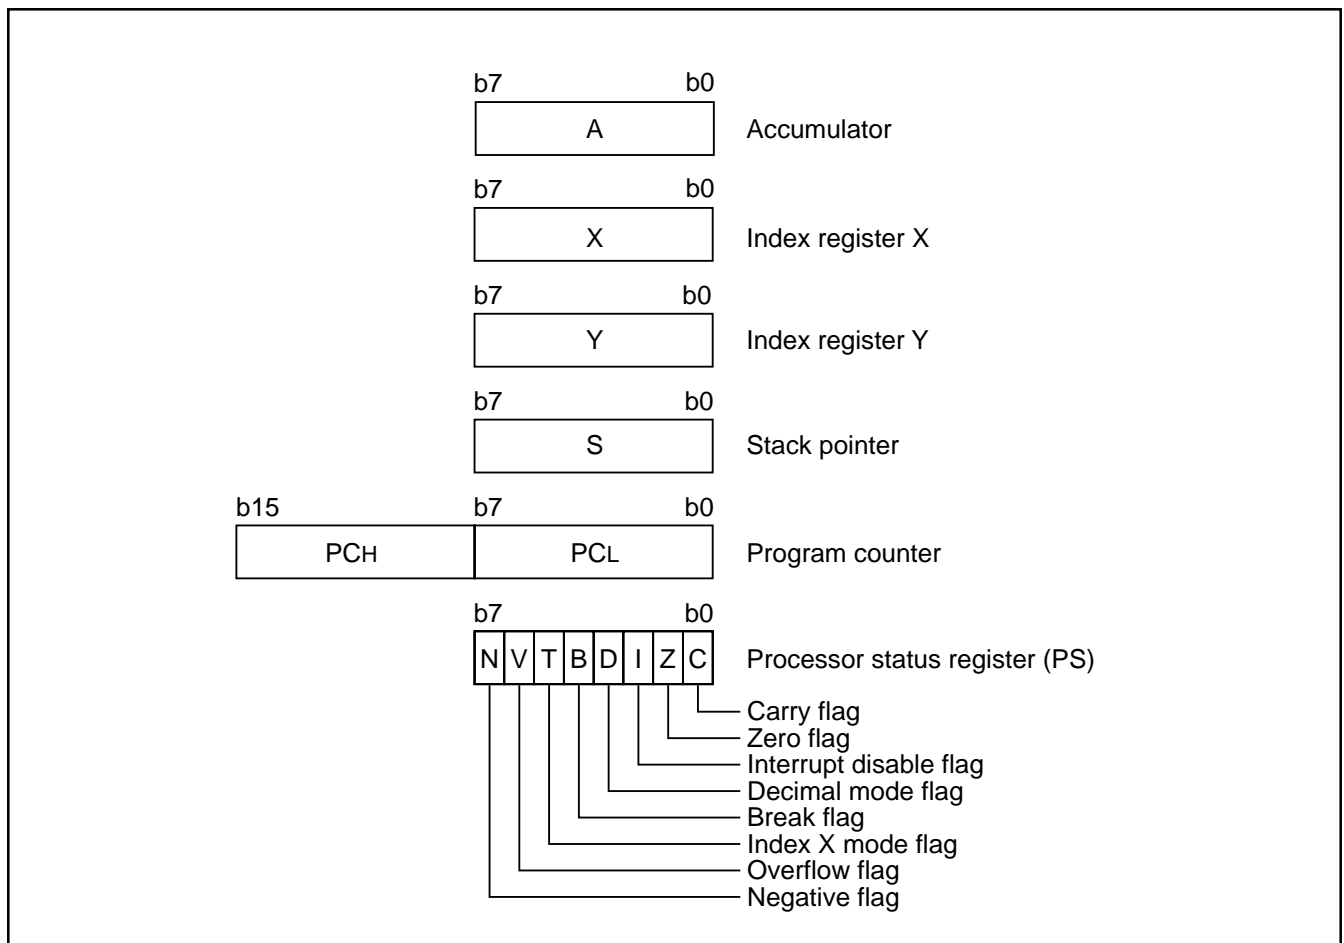 b7 b0
A Accumulator
b7 b0
X Index register X
b7 b0
Y Index register Y
b7 b0
S Stack pointer
b15 b7 b0
PCH PCL Program counter
b7 b0
N V T B D I Z C Processor status register (PS)
Carry flag
Zero flag
Interrupt disable flag
Decimal mode flag
Break flag
Index X mode flag
Overflow flag
Negative flag